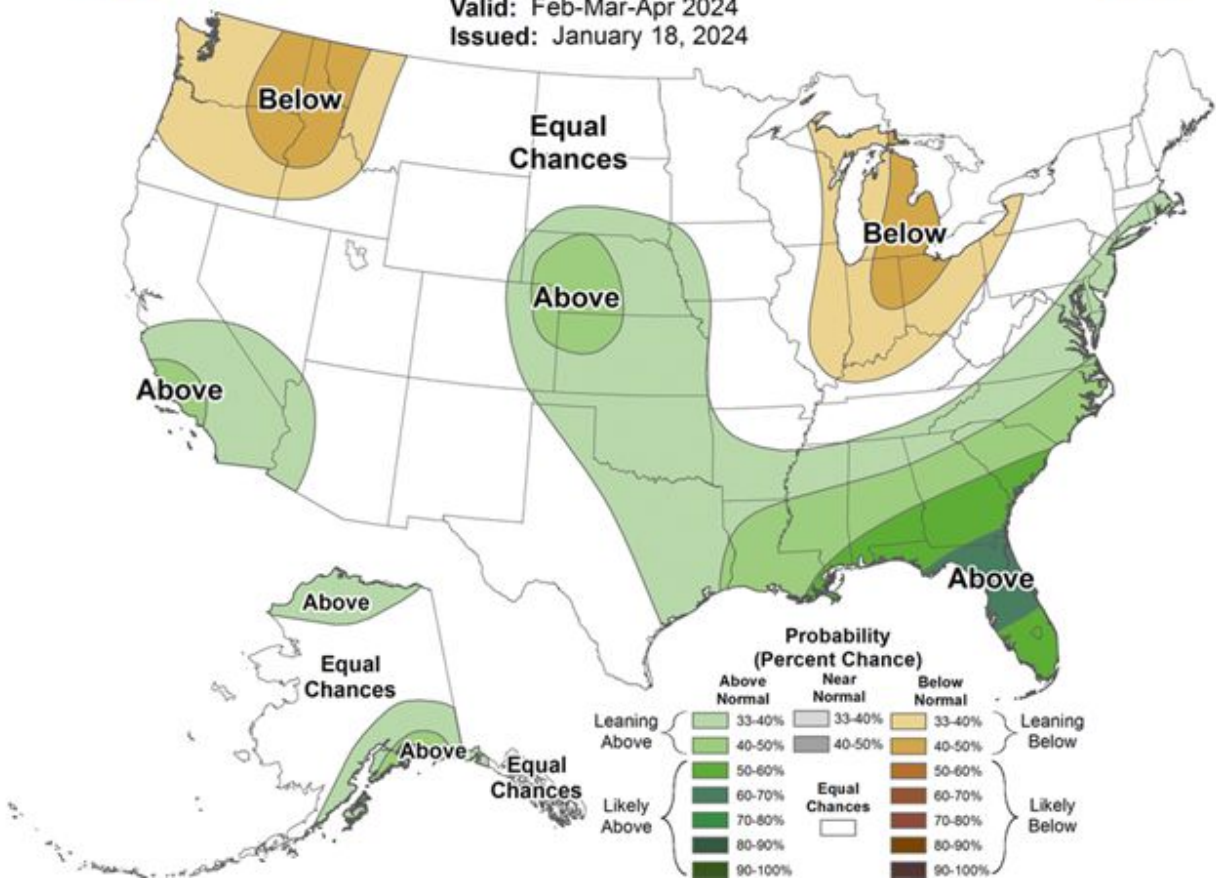 Valid: Feb-Mar-Apr 2024
Issued: January 18, 2024
Below
Equal
Chances
Below
Above
Above
Above
Above
Equal
Chances
Above
Equal
Chances
Probability
(Percent Chance)
Above
Normal
Near
Normal
Below
Normal
Leaning
Above
33-40%
33-40%
33-40%
Leaning
Below
40-50%
40-50%
40-50%
Likely
Above
50-60%
60-70%
70-80%
80-90%
90-100%
Equal
Chances
50-60%
60-70%
70-80%
80-90%
90-100%
Likely
Below